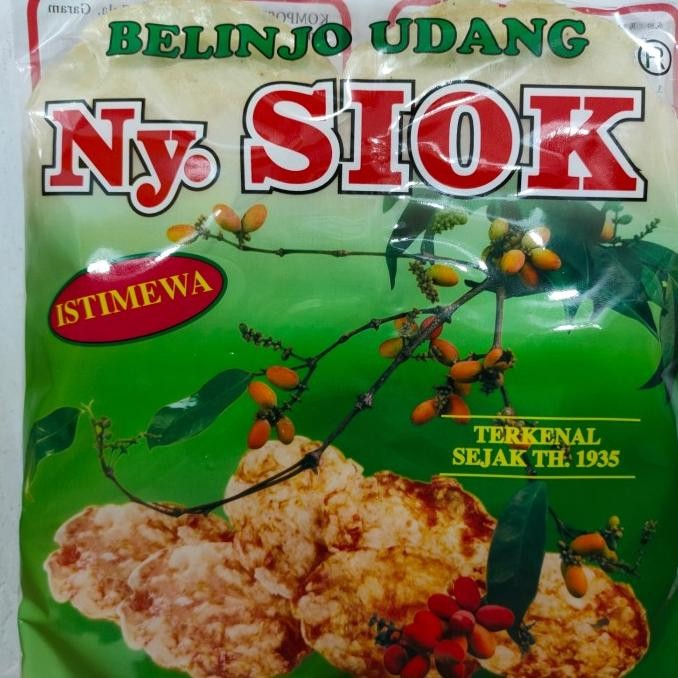 BELINJO UDANG
®
Ny. SIOK
ISTIMEWA
TERKENAL
SEJAK TH. 1935